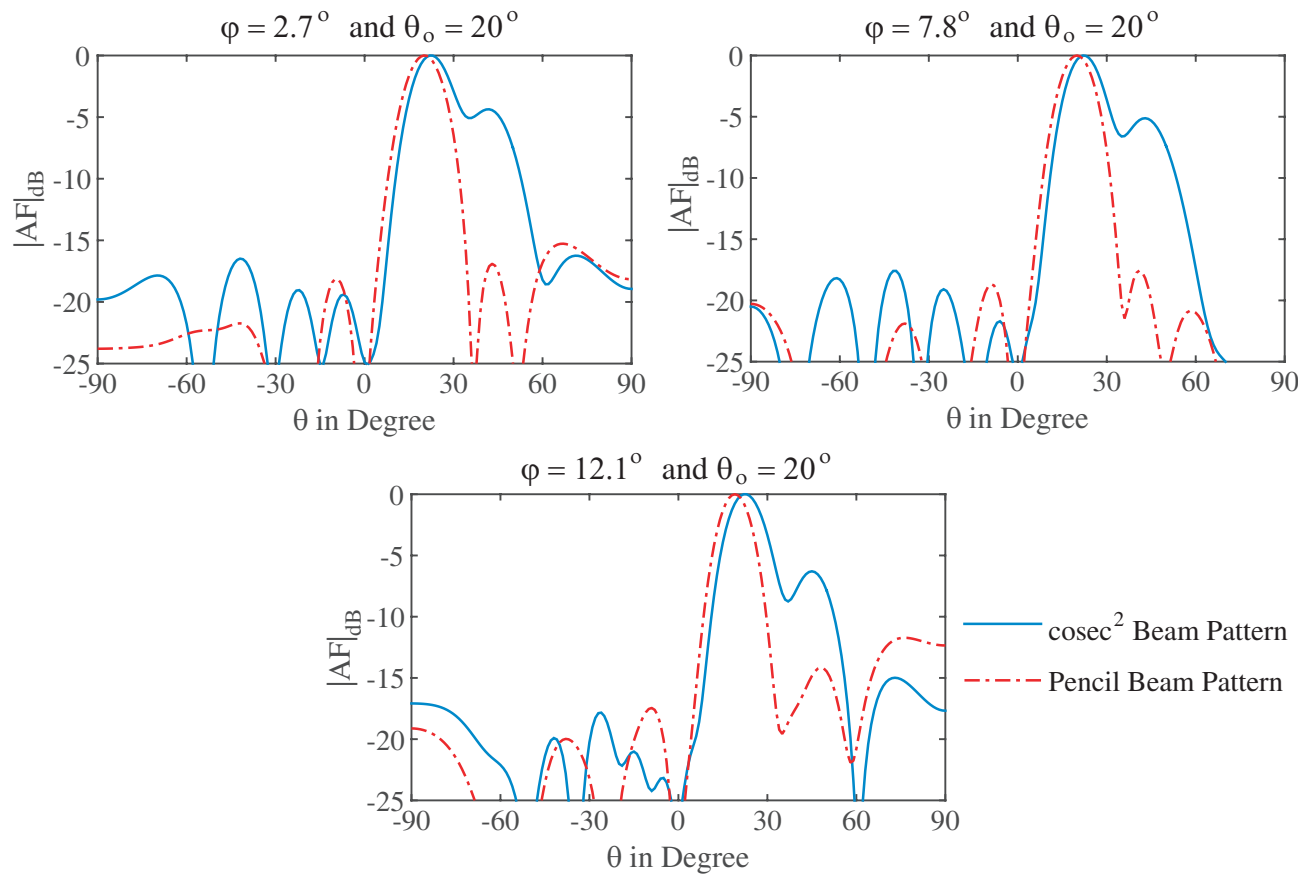 φ = 2.7° and θₒ = 20°
0
-5
-10
-15
-20
-25
|AF|dB
-90 -60 -30 0 30 60 90
θ in Degree
φ = 7.8° and θₒ = 20°
0
-5
-10
-15
-20
-25
|AF|dB
-90 -60 -30 0 30 60 90
θ in Degree
φ = 12.1° and θₒ = 20°
0
-5
-10
-15
-20
-25
|AF|dB
-90 -60 -30 0 30 60 90
θ in Degree
cosec² Beam Pattern
Pencil Beam Pattern